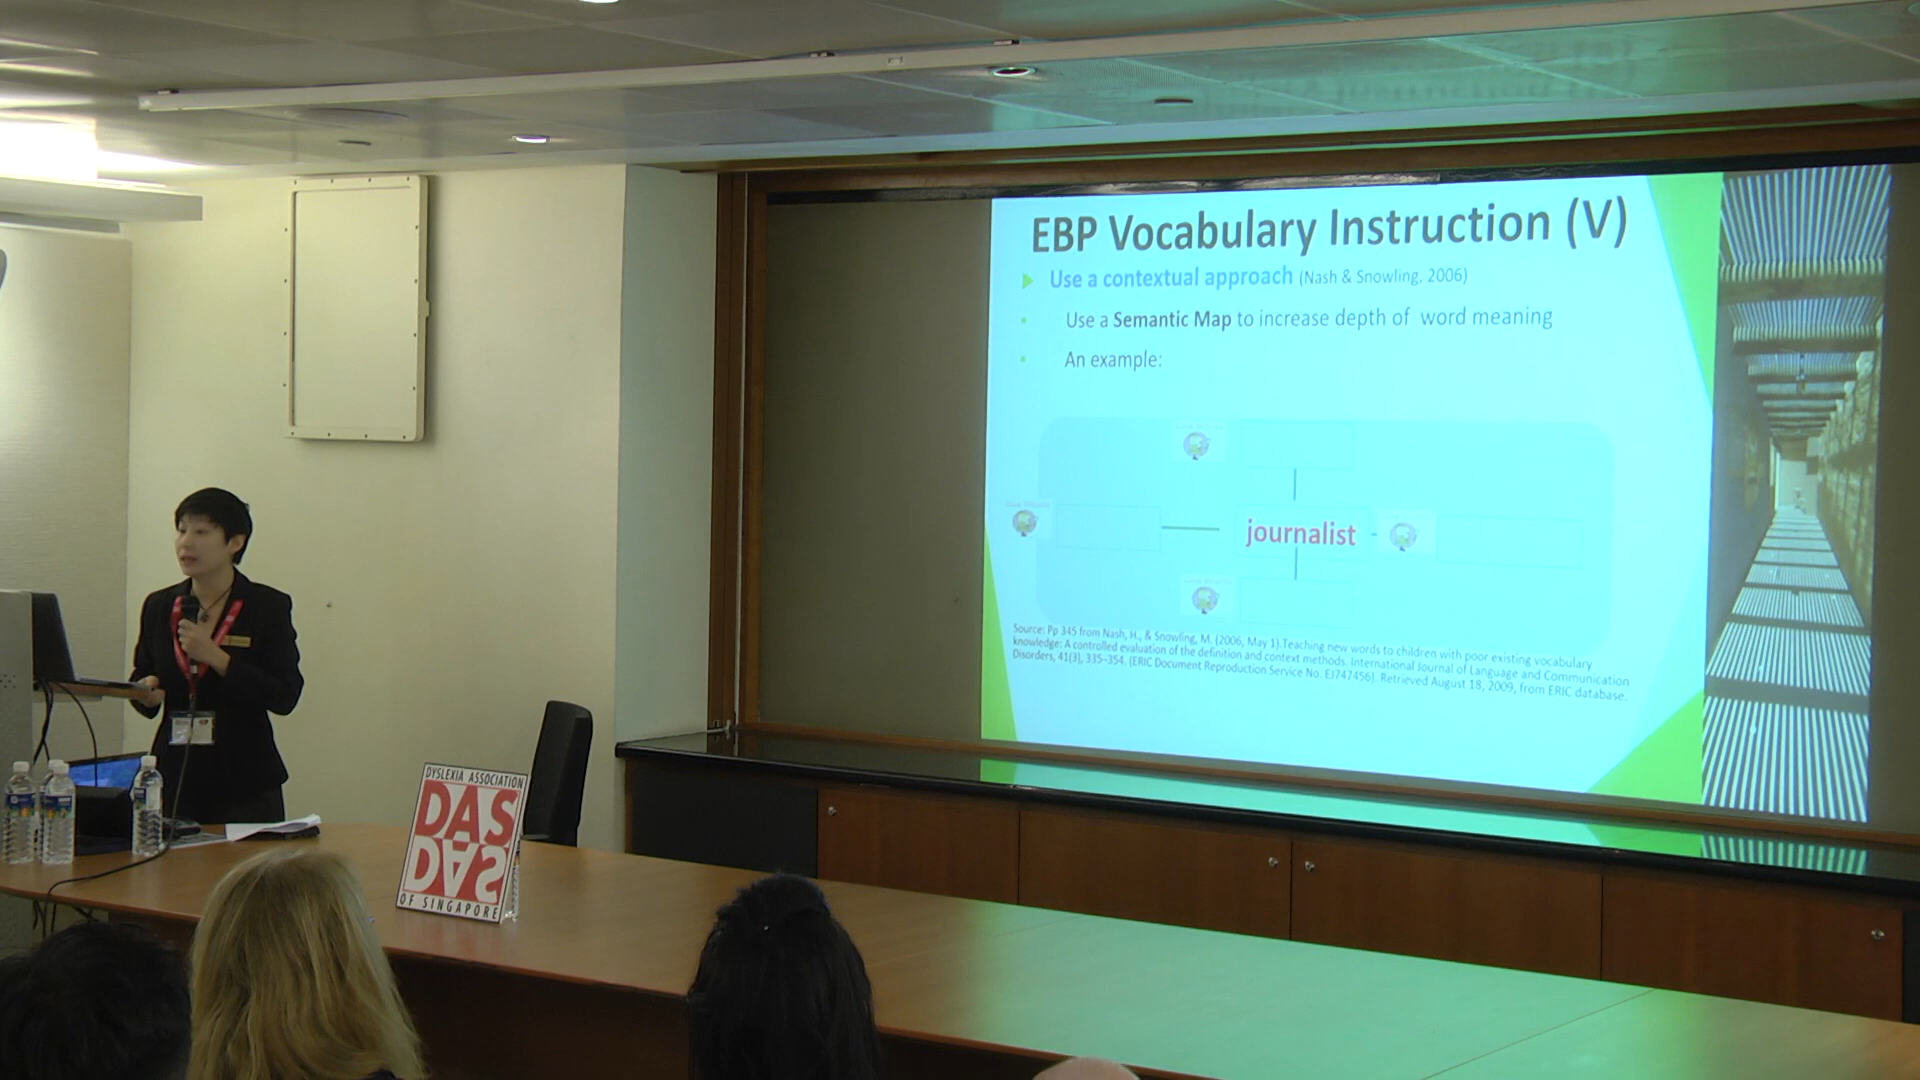 EBP Vocabulary Instruction (V)
Use a contextual approach (Nash & Snowling, 2006)
Use a Semantic Map to increase depth of word meaning
An example:
journalist
Source: Pp 345 from Nash, H., & Snowling, M. (2006, May 1).Teaching new words to children with poor existing vocabulary
knowledge: A controlled evaluation of the definition and context methods. International Journal of Language and Communication
Disorders, 41(3), 335–354. (ERIC Document Reproduction Service No. EJ747456). Retrieved August 18, 2009, from ERIC database.
DYSLEXIA ASSOCIATION
DAS
DAS
OF SINGAPORE